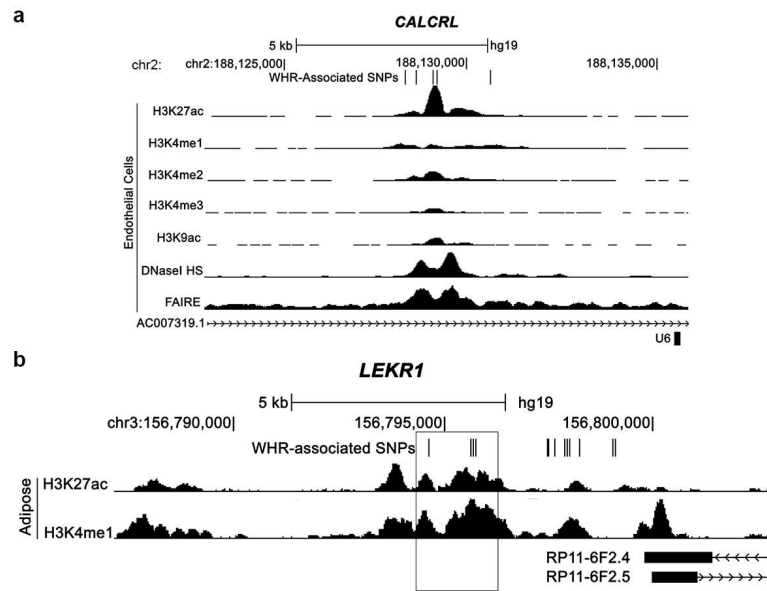 a
CALCRL
5 kb hg19
chr2: chr2:188,125,000 188,130,000 188,135,000
WHR-Associated SNPs
Endothelial Cells
H3K27ac
H3K4me1
H3K4me2
H3K4me3
H3K9ac
DNaseI HS
FAIRE
AC007319.1
U6
b
LEKR1
5 kb hg19
chr3:156,790,000 156,795,000 156,800,000
WHR-associated SNPs
Adipose
H3K27ac
H3K4me1
RP11-6F2.4
RP11-6F2.5